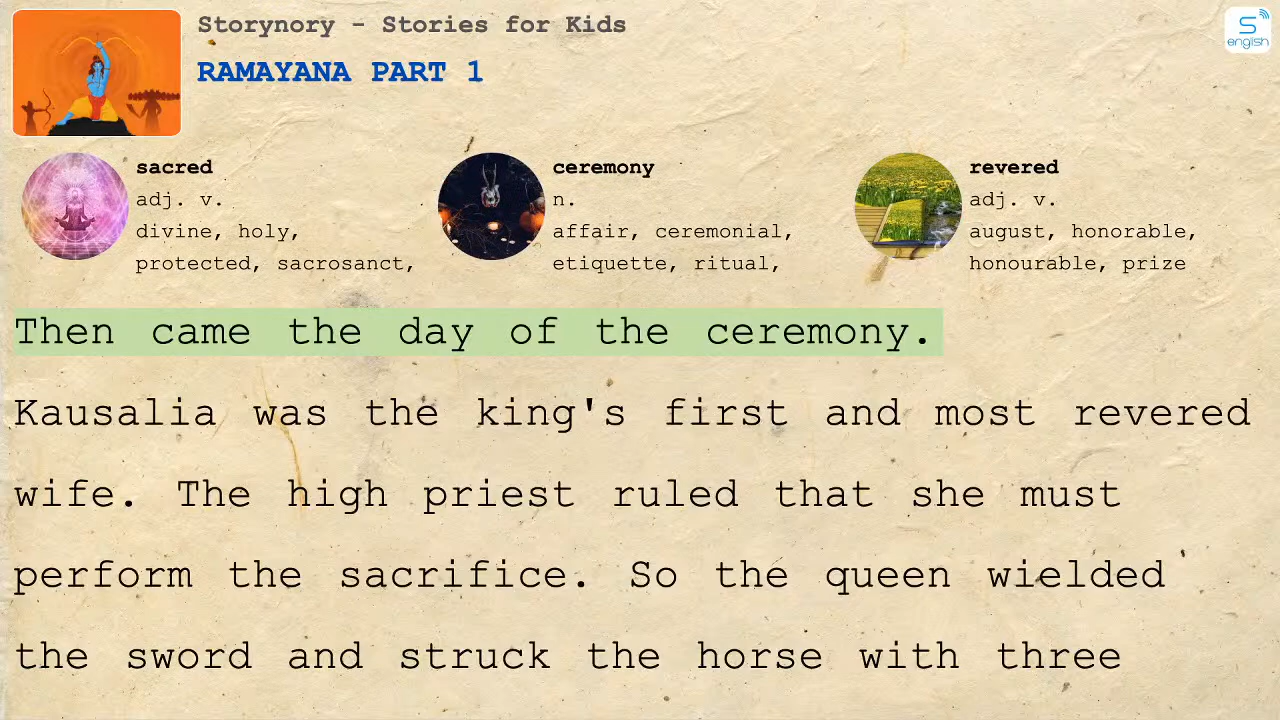 Storynory - Stories for Kids
RAMAYANA PART 1
S
english
sacred
adj. v.
divine, holy,
protected, sacrosanct,
ceremony
n.
affair, ceremonial,
etiquette, ritual,
revered
adj. v.
august, honorable,
honourable, prize
Then came the day of the ceremony.
Kausalia was the king's first and most revered
wife. The high priest ruled that she must
perform the sacrifice. So the queen wielded
the sword and struck the horse with three